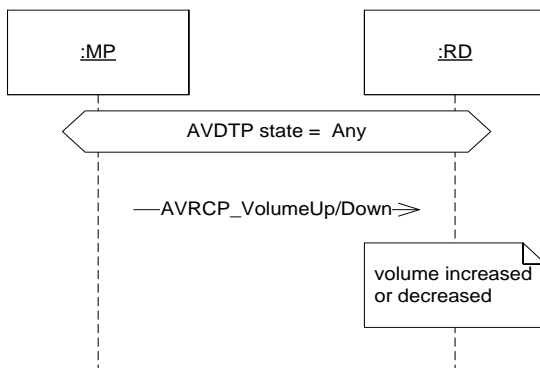 :MP
:RD
AVDTP state =  Any
AVRCP_VolumeUp/Down
volume increased
or decreased